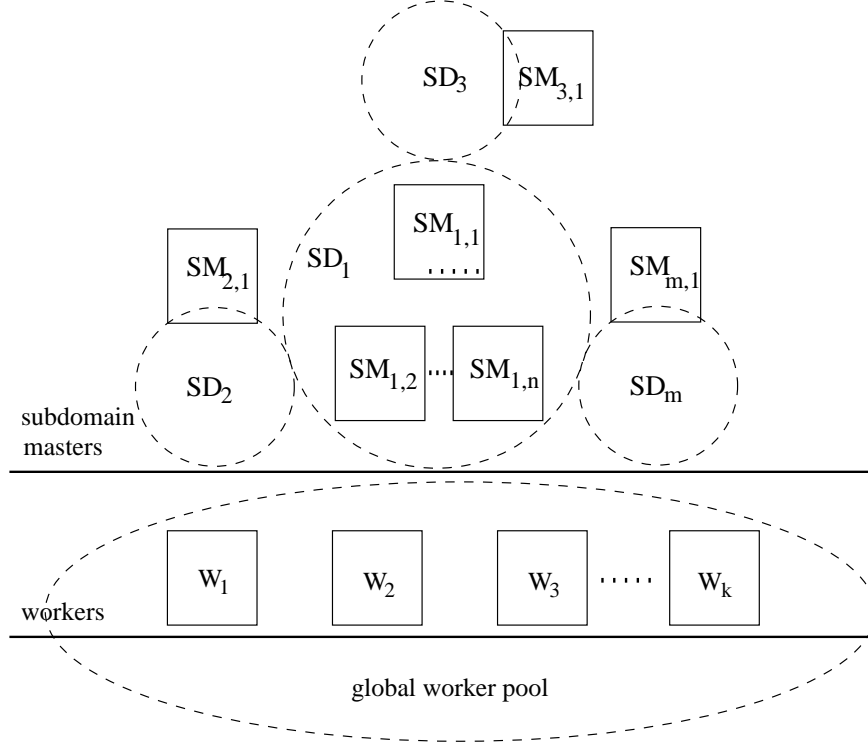 SD3
SM3,1
SM1,1
.....
SD1
SM2,1
SMm,1
SM1,2 ..... SM1,n
SD2
SDm
subdomain
masters
W1 W2 W3 ..... Wk
workers
global worker pool